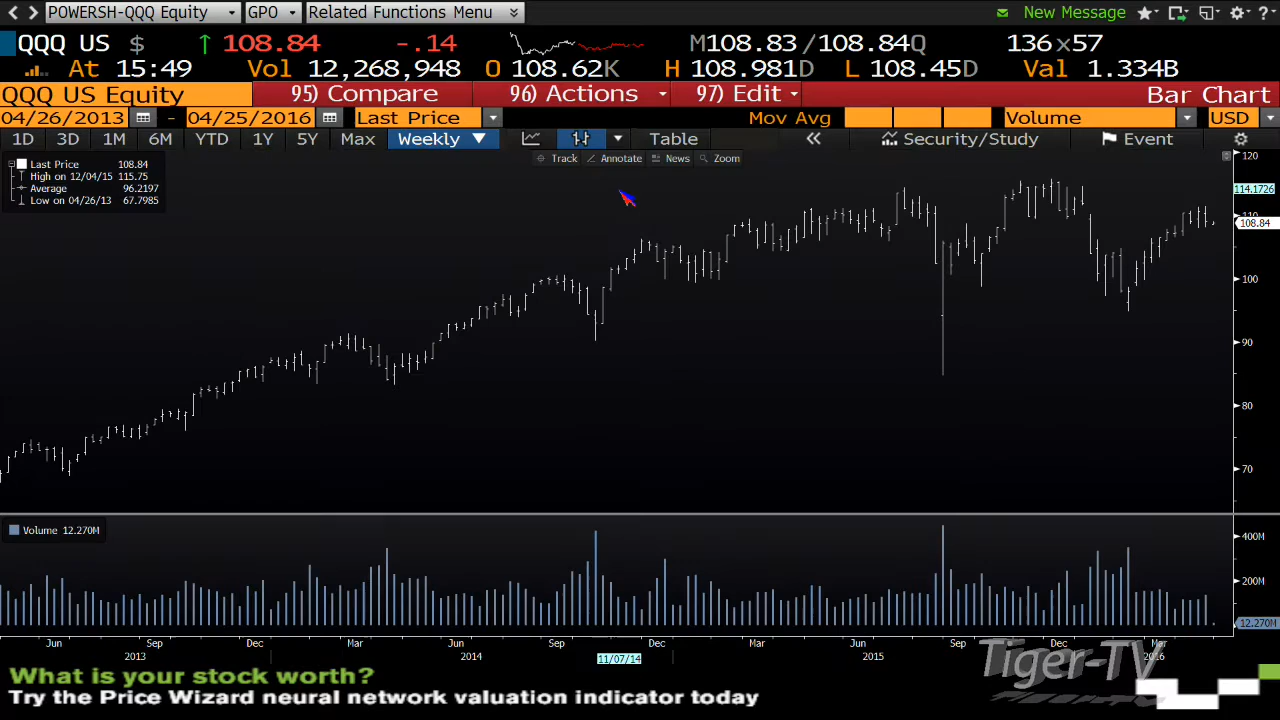 POWERSH-QQQ Equity GPO Related Functions Menu New Message
QQQ US $ 108.84 -.14 M108.83 /108.84Q 136x57
At 15:49 Vol 12,268,948 O 108.62K H 108.981D L 108.45D Val 1.334B
QQQ US Equity 95) Compare 96) Actions 97) Edit Bar Chart
04/26/2013 - 04/25/2016 Last Price Mov Avg Volume USD
1D 3D 1M 6M YTD 1Y 5Y Max Weekly Table Security/Study Event
Track Annotate News Zoom
Last Price 108.84
High on 12/04/15 115.75
Average 96.2197
Low on 04/26/13 67.7985
120
114.1726
110
108.84
100
90
80
70
Volume 12.270M
400M
200M
12.270M
Jun Sep Dec Mar Jun Sep Dec Mar Jun Sep Dec Mar
2013 2014 11/07/14 2015 2016
Tiger-TV
What is your stock worth?
Try the Price Wizard neural network valuation indicator today